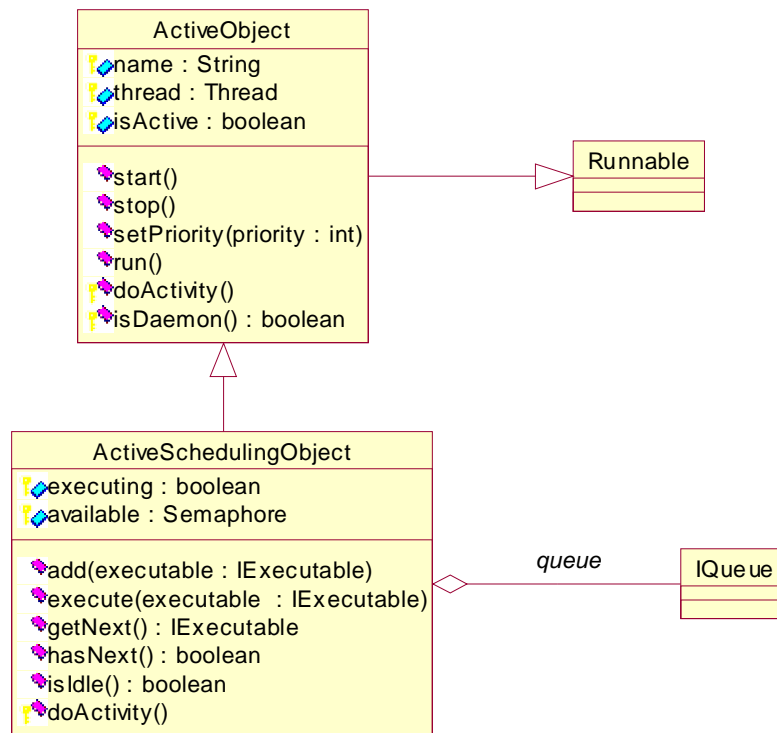 ActiveObject
name : String
thread : Thread
isActive : boolean
start()
stop()
setPriority(priority : int)
run()
doActivity()
isDaemon() : boolean
Runnable
ActiveSchedulingObject
executing : boolean
available : Semaphore
add(executable : IExecutable)
execute(executable : IExecutable)
getNext() : IExecutable
hasNext() : boolean
isIdle() : boolean
doActivity()
queue
IQueue